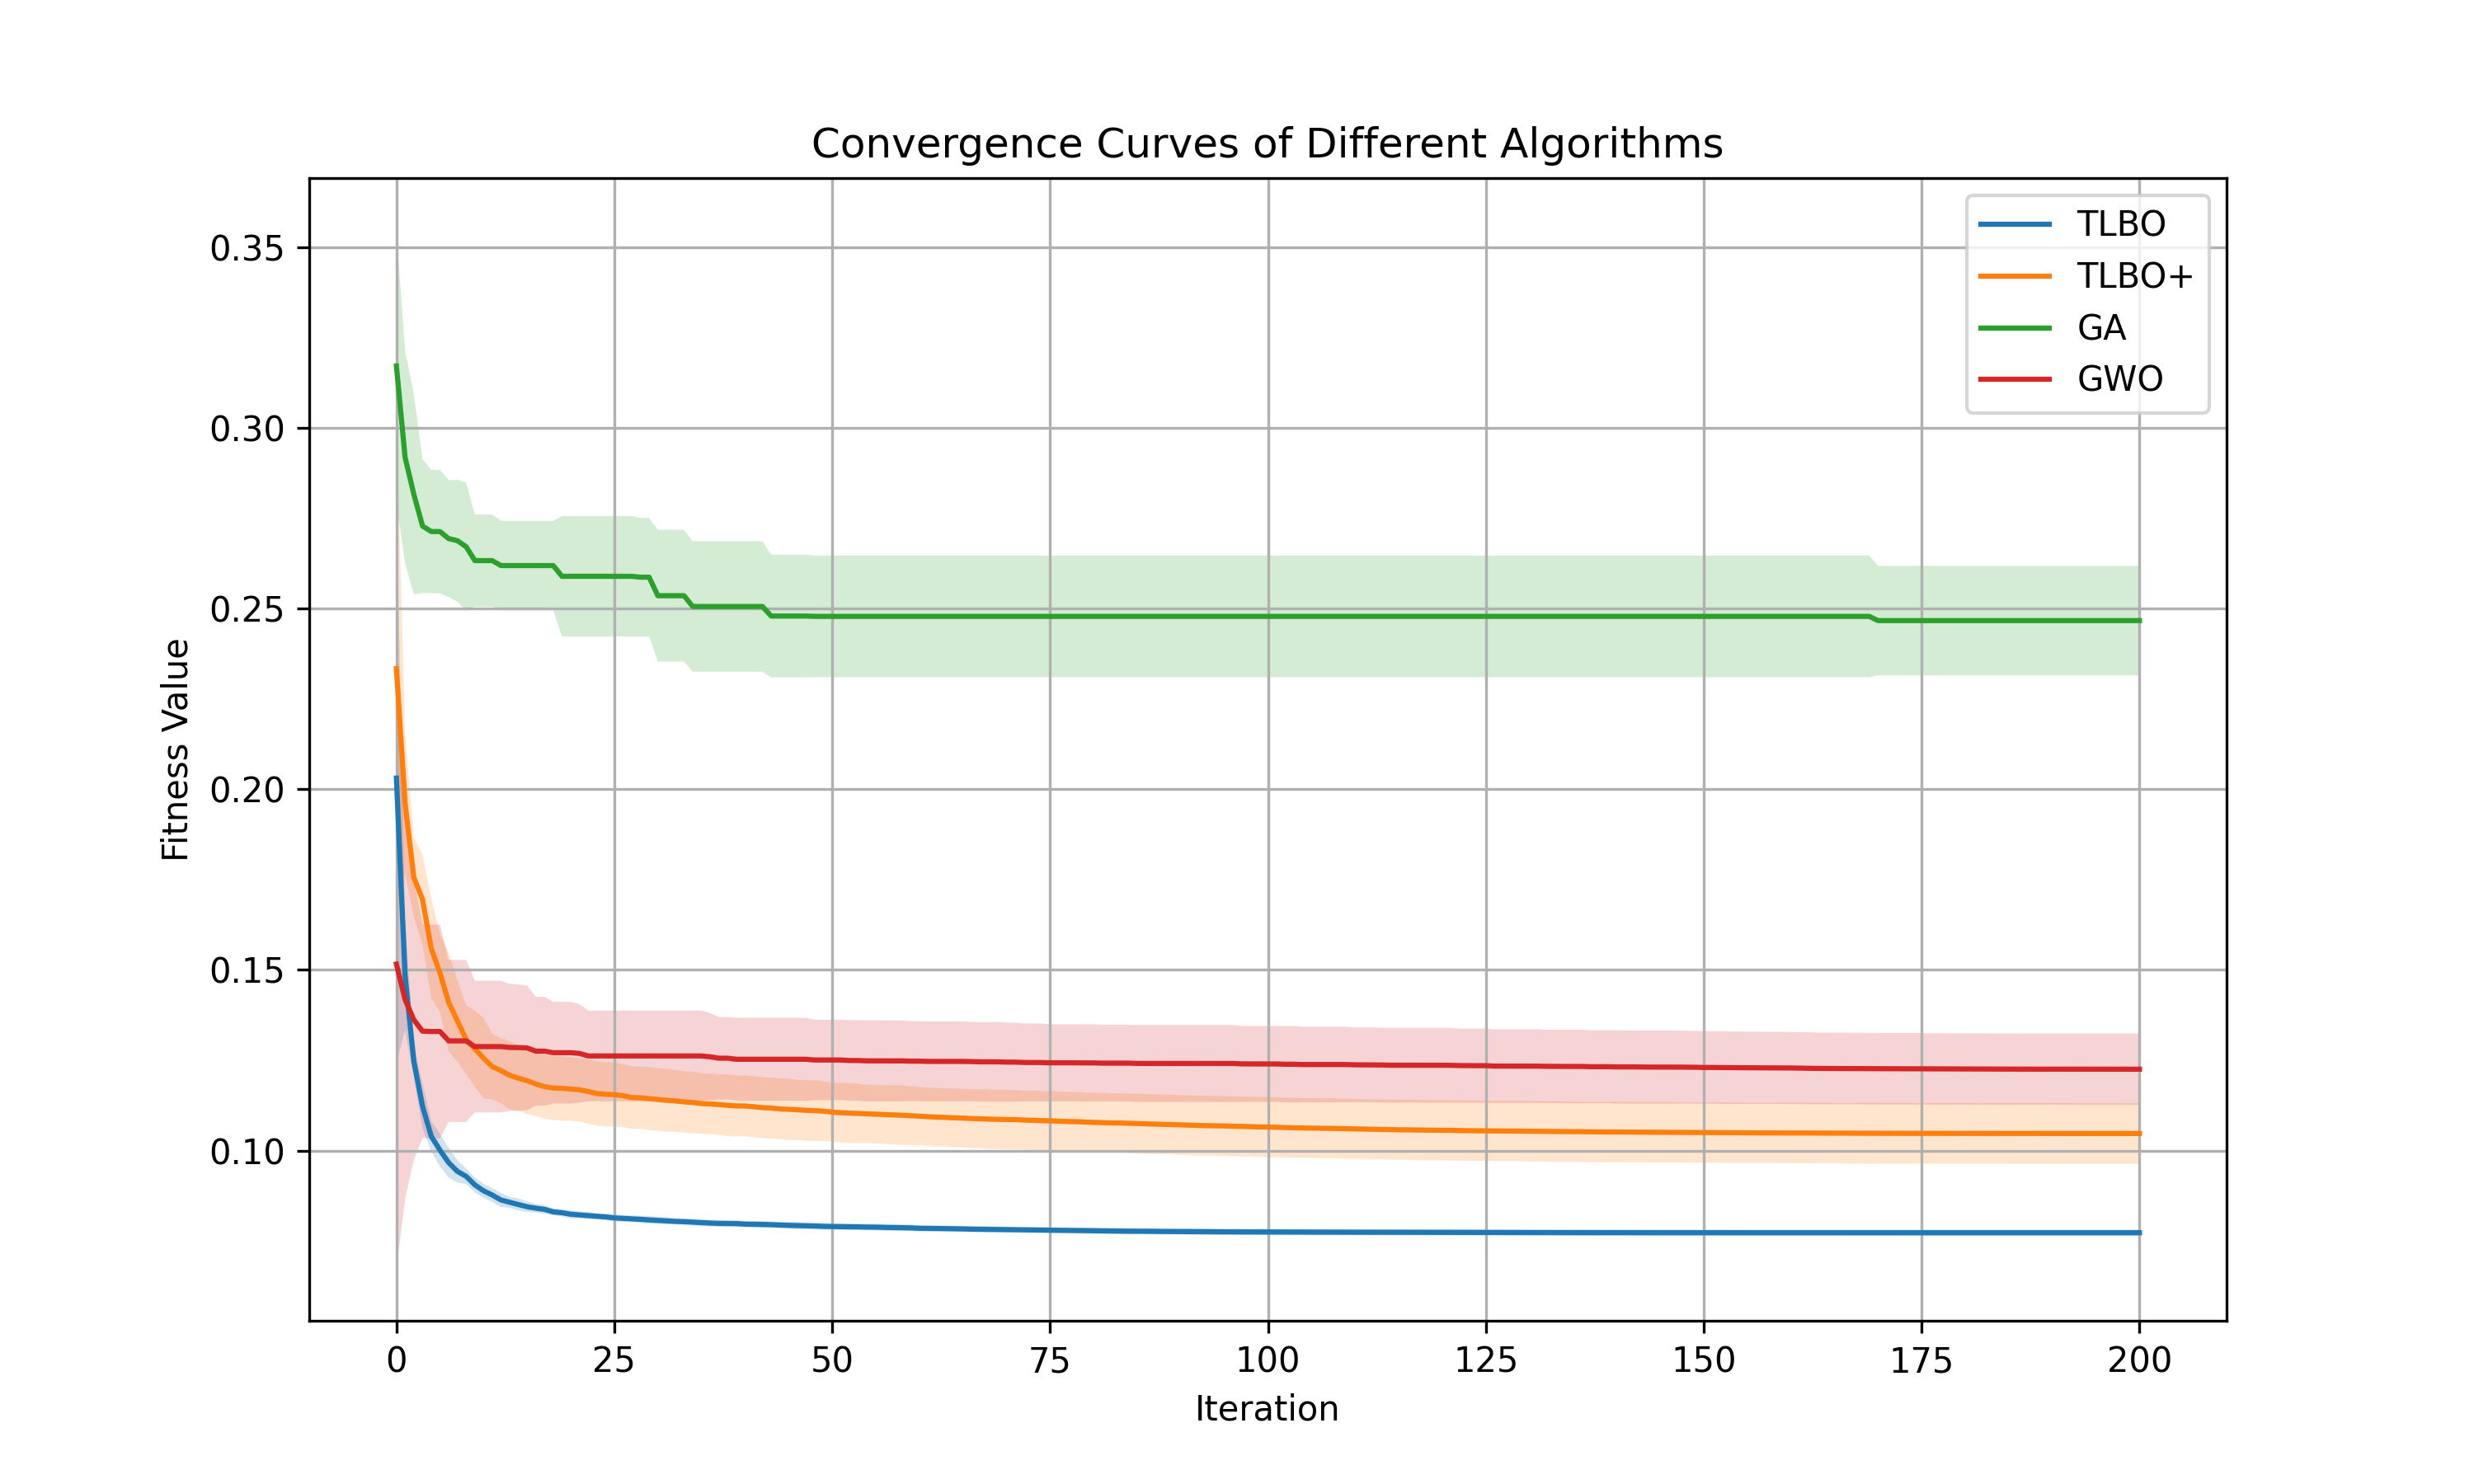 Convergence Curves of Different Algorithms
TLBO
TLBO+
GA
GWO
Fitness Value
0.35
0.30
0.25
0.20
0.15
0.10
0 25 50 75 100 125 150 175 200
Iteration